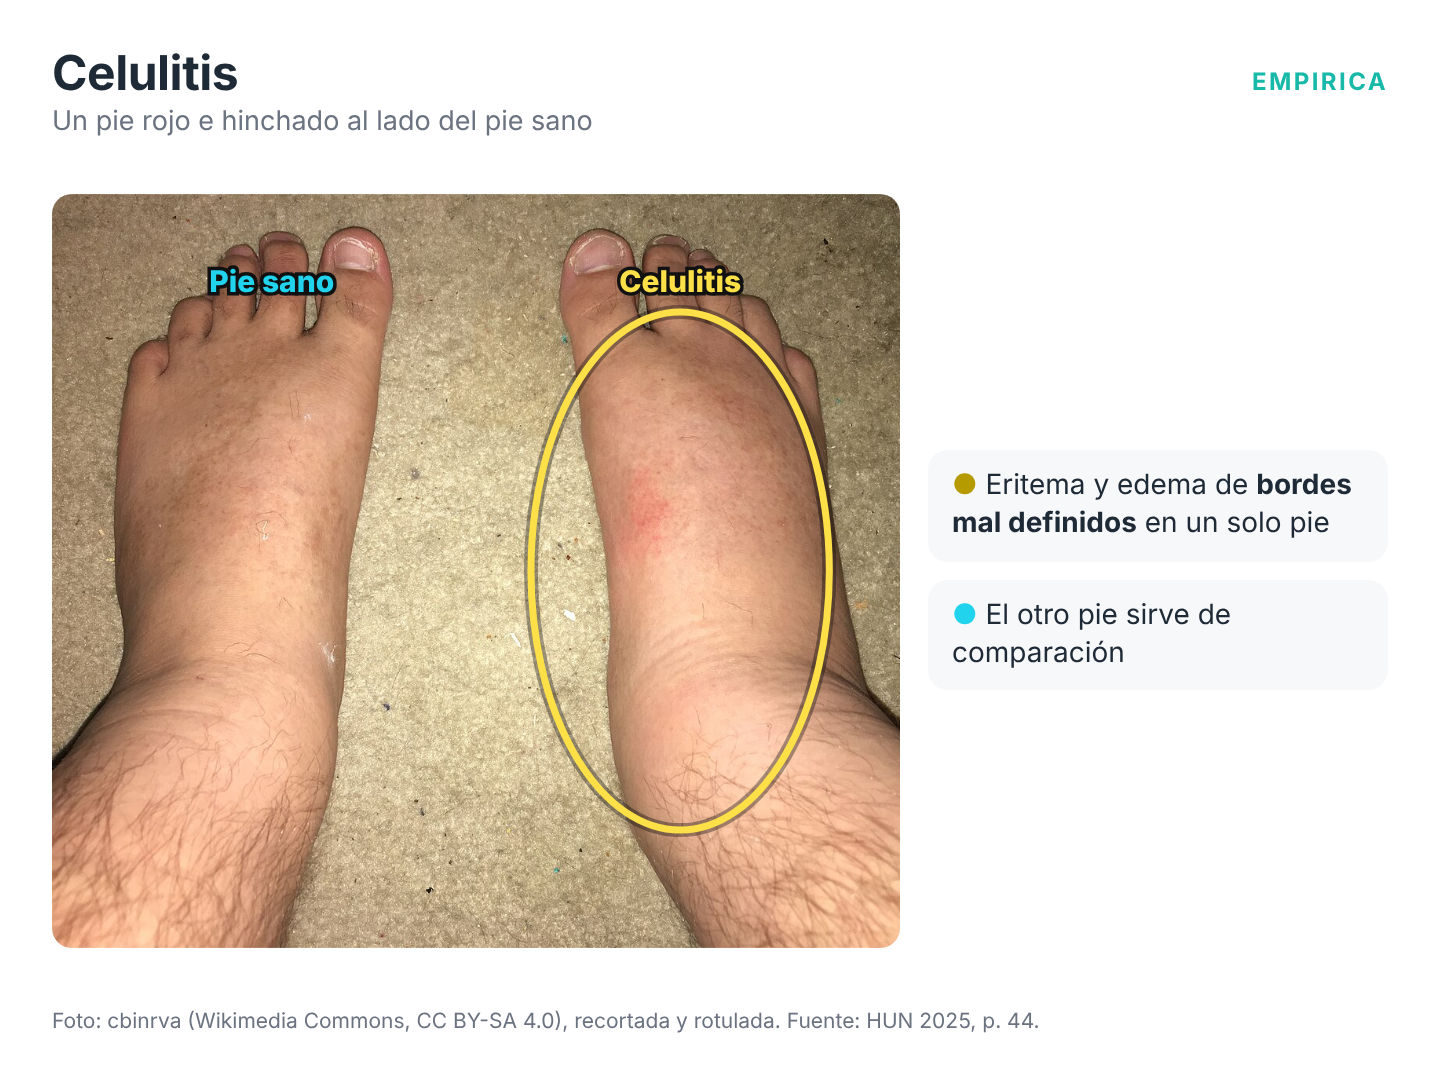 Celulitis
EMPIRICA
Un pie rojo e hinchado al lado del pie sano
Pie sano
Celulitis
Eritema y edema de bordes
mal definidos en un solo pie
El otro pie sirve de
comparación
Foto: cbinrva (Wikimedia Commons, CC BY-SA 4.0), recortada y rotulada. Fuente: HUN 2025, p. 44.